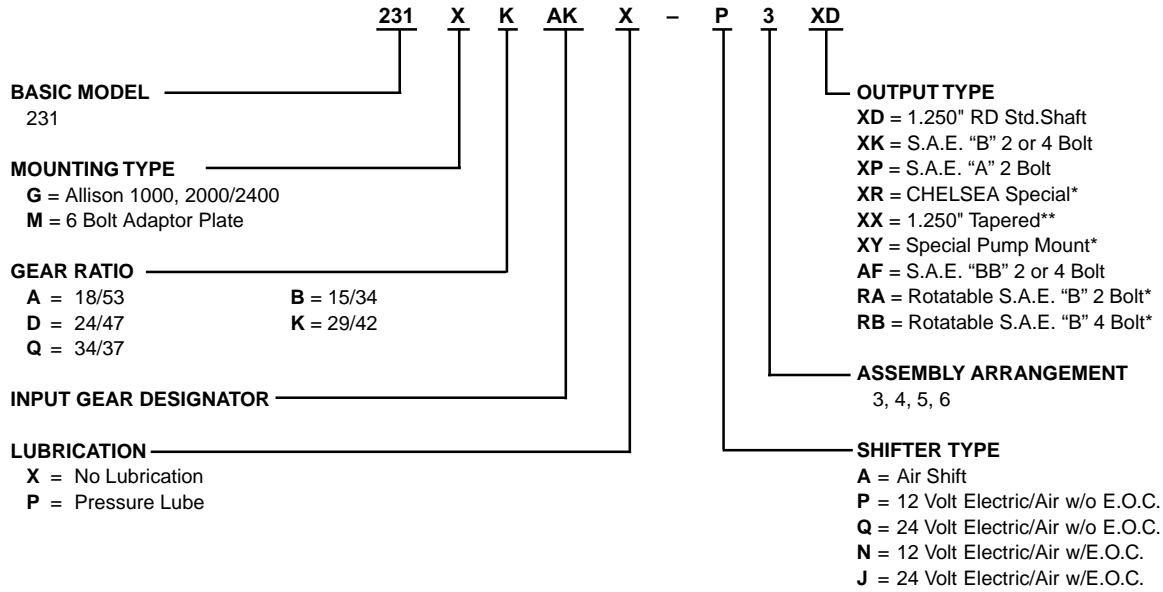 231 X K AK X – P 3 XD
BASIC MODEL
231
MOUNTING TYPE
G = Allison 1000, 2000/2400
M = 6 Bolt Adaptor Plate
GEAR RATIO
A = 18/53 B = 15/34
D = 24/47 K = 29/42
Q = 34/37
INPUT GEAR DESIGNATOR
LUBRICATION
X = No Lubrication
P = Pressure Lube
OUTPUT TYPE
XD = 1.250" RD Std.Shaft
XK = S.A.E. “B” 2 or 4 Bolt
XP = S.A.E. “A” 2 Bolt
XR = CHELSEA Special*
XX = 1.250" Tapered**
XY = Special Pump Mount*
AF = S.A.E. “BB” 2 or 4 Bolt
RA = Rotatable S.A.E. “B” 2 Bolt*
RB = Rotatable S.A.E. “B” 4 Bolt*
ASSEMBLY ARRANGEMENT
3, 4, 5, 6
SHIFTER TYPE
A = Air Shift
P = 12 Volt Electric/Air w/o E.O.C.
Q = 24 Volt Electric/Air w/o E.O.C.
N = 12 Volt Electric/Air w/E.O.C.
J = 24 Volt Electric/Air w/E.O.C.